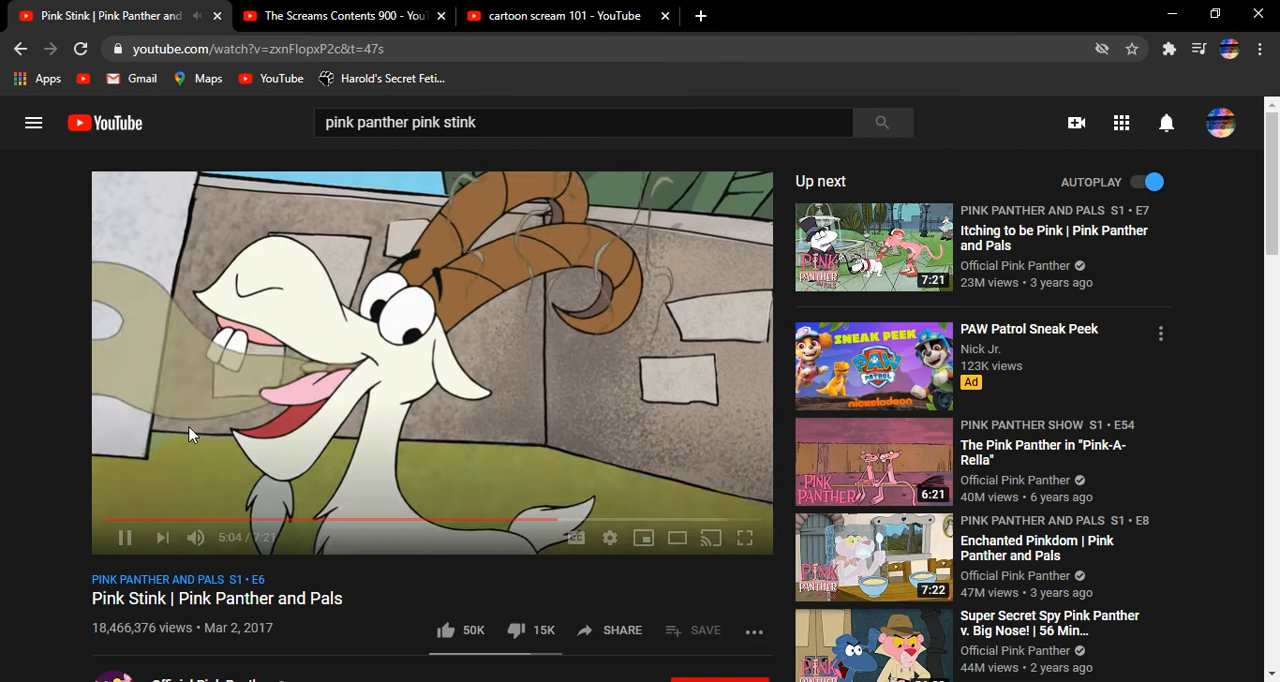 Pink Stink | Pink Panther and
The Screams Contents 900 - You
cartoon scream 101 - YouTube
youtube.com/watch?v=zxnFlopxP2c&t=47s
Apps
Gmail
Maps
YouTube
Harold's Secret Feti...
YouTube
pink panther pink stink
5:04 / 7:21
PINK PANTHER AND PALS S1 • E6
Pink Stink | Pink Panther and Pals
18,466,376 views • Mar 2, 2017
50K
15K
SHARE
SAVE
Up next
AUTOPLAY
PINK PANTHER
7:21
PINK PANTHER AND PALS S1 • E7
Itching to be Pink | Pink Panther
and Pals
Official Pink Panther
23M views • 3 years ago
SNEAK PEEK
PAW PATROL
nickelodeon
PAW Patrol Sneak Peek
Nick Jr.
123K views
Ad
PINK PANTHER
6:21
PINK PANTHER SHOW S1 • E54
The Pink Panther in "Pink-A-
Rella"
Official Pink Panther
40M views • 6 years ago
PINK PANTHER
7:22
PINK PANTHER AND PALS S1 • E8
Enchanted Pinkdom | Pink
Panther and Pals
Official Pink Panther
47M views • 3 years ago
PINK
Super Secret Spy Pink Panther
v. Big Nose! | 56 Min...
Official Pink Panther
44M views • 2 years ago